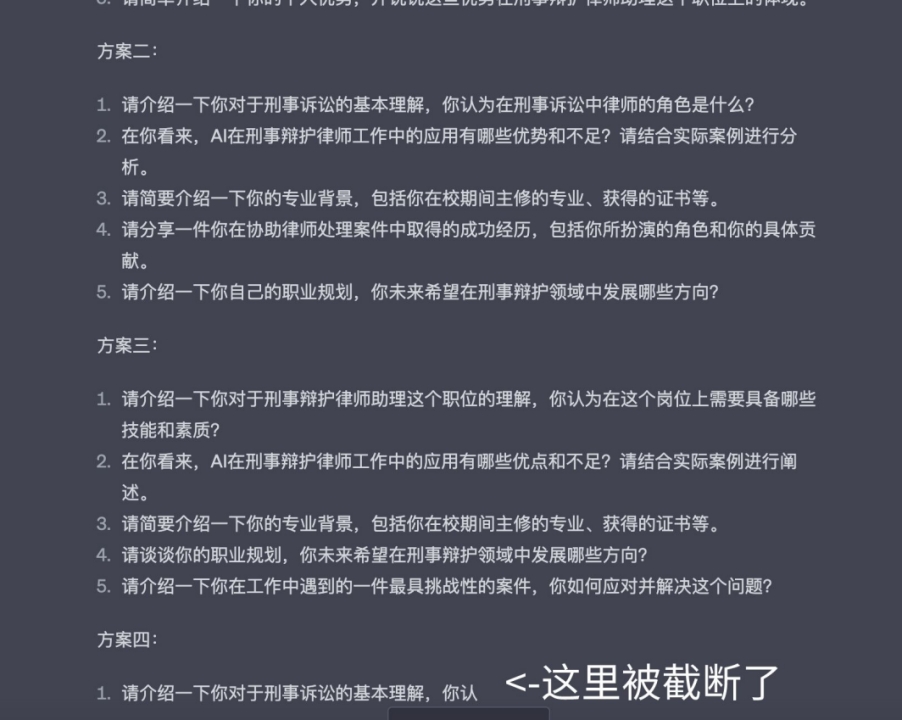 方案二：
1. 请介绍一下你对于刑事诉讼的基本理解，你认为在刑事诉讼中律师的角色是什么？
2. 在你看来，AI在刑事辩护律师工作中的应用有哪些优势和不足？请结合实际案例进行分
析。
3. 请简要介绍一下你的专业背景，包括你在校期间主修的专业、获得的证书等。
4. 请分享一件你在协助律师处理案件中取得的成功经历，包括你所扮演的角色和你的具体贡
献。
5. 请介绍一下你自己的职业规划，你未来希望在刑事辩护领域中发展哪些方向？
方案三：
1. 请介绍一下你对于刑事辩护律师助理这个职位的理解，你认为在这个岗位上需要具备哪些
技能和素质？
2. 在你看来，AI在刑事辩护律师工作中的应用有哪些优点和不足？请结合实际案例进行阐
述。
3. 请简要介绍一下你的专业背景，包括你在校期间主修的专业、获得的证书等。
4. 请谈谈你的职业规划，你未来希望在刑事辩护领域中发展哪些方向？
5. 请介绍一下你在工作中遇到的一件最具挑战性的案件，你如何应对并解决这个问题？
方案四：
1. 请介绍一下你对于刑事诉讼的基本理解，你认 <-这里被截断了